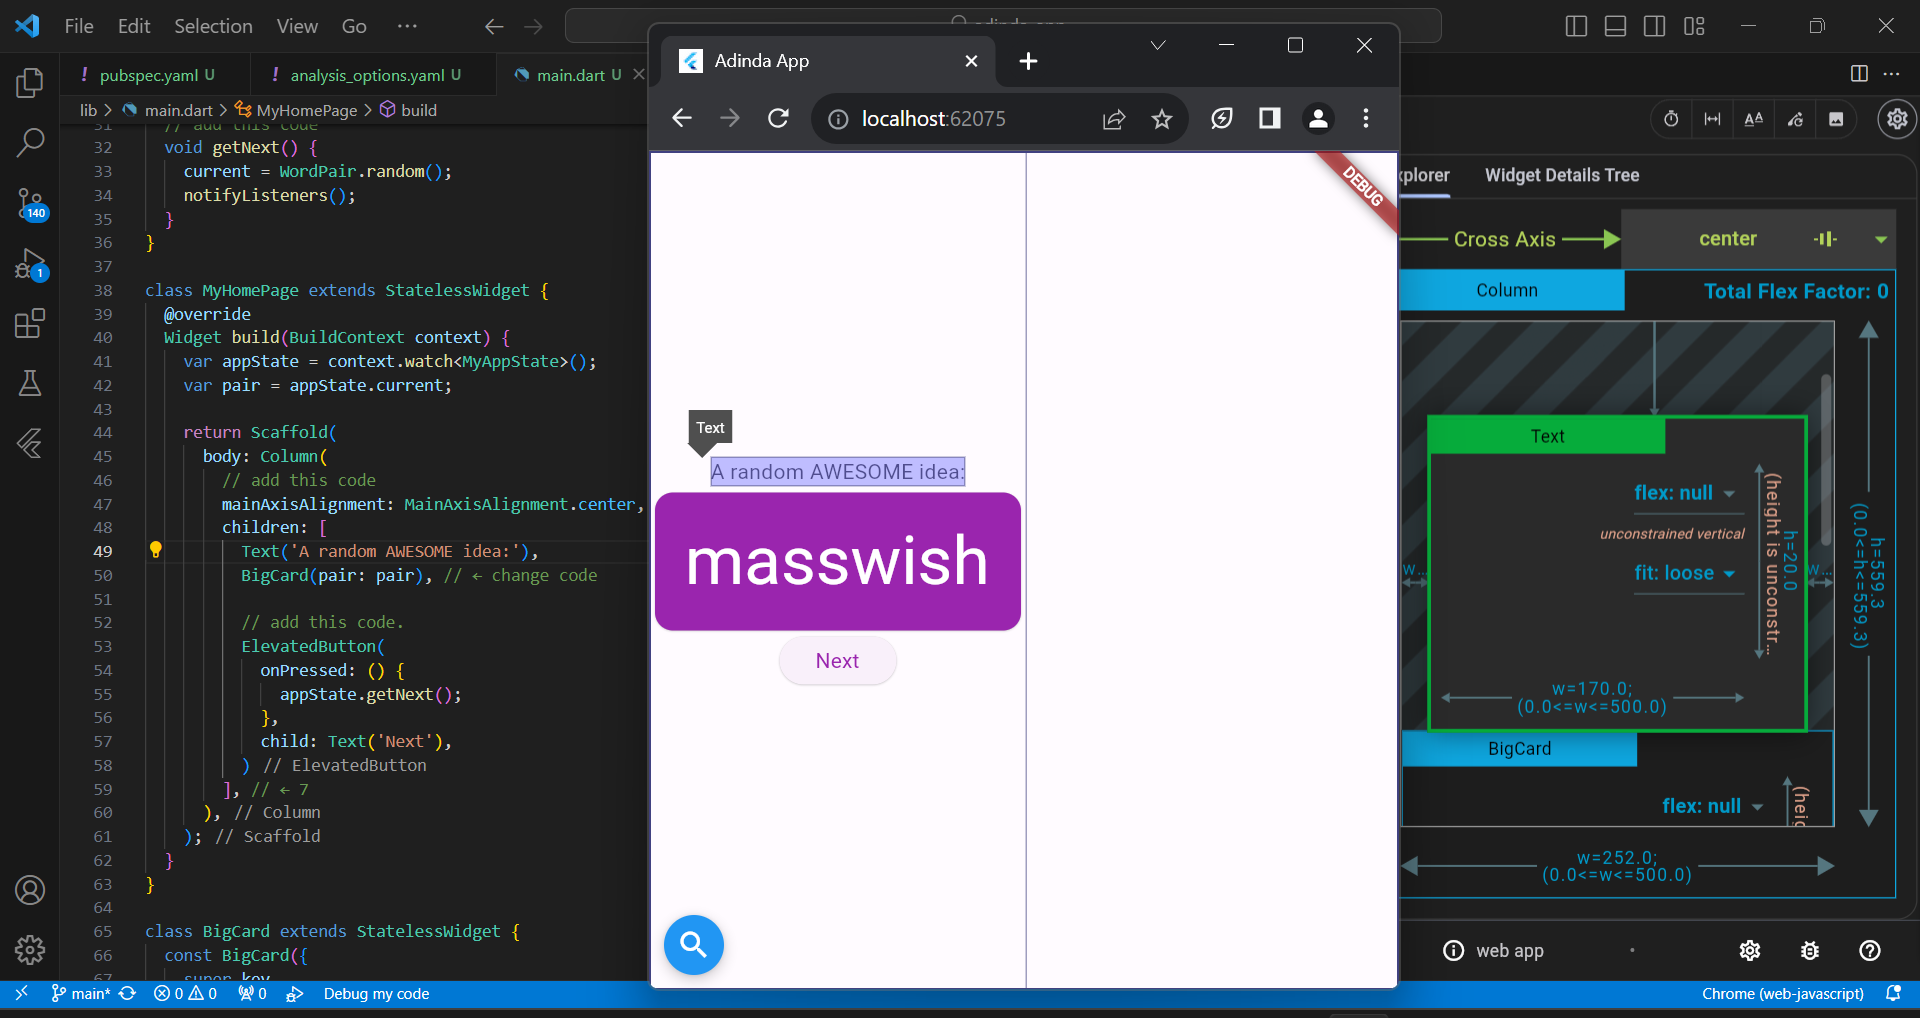 File Edit Selection View Go ···
pubspec.yaml U
analysis_options.yaml U
main.dart U
lib > main.dart > MyHomePage > build
31 // add this code
32 void getNext() {
33 current = WordPair.random();
34 notifyListeners();
35 }
36 }
37
38 class MyHomePage extends StatelessWidget {
39 @override
40 Widget build(BuildContext context) {
41 var appState = context.watch<MyAppState>();
42 var pair = appState.current;
43
44 return Scaffold(
45 body: Column(
46 // add this code
47 mainAxisAlignment: MainAxisAlignment.center,
48 children: [
49 Text('A random AWESOME idea:'),
50 BigCard(pair: pair), // ← change code
51
52 // add this code.
53 ElevatedButton(
54 onPressed: () {
55 appState.getNext();
56 },
57 child: Text('Next'),
58 ) // ElevatedButton
59 ], // ← 7
60 ), // Column
61 ); // Scaffold
62 }
63 }
64
65 class BigCard extends StatelessWidget {
66 const BigCard({
67 super.key
140
1
Adinda App
localhost:62075
DEBUG
Text
A random AWESOME idea:
masswish
Next
xplorer
Widget Details Tree
Cross Axis
center
Column
Total Flex Factor: 0
Text
flex: null
unconstrained vertical
fit: loose
h=20.0
(height is unconstr...
w...
w...
w=170.0;
(0.0<=w<=500.0)
h=559.3
(0.0<=h<=559.3)
BigCard
flex: null
(heig
w=252.0;
(0.0<=w<=500.0)
web app
main* 0 0 0 Debug my code
Chrome (web-javascript)